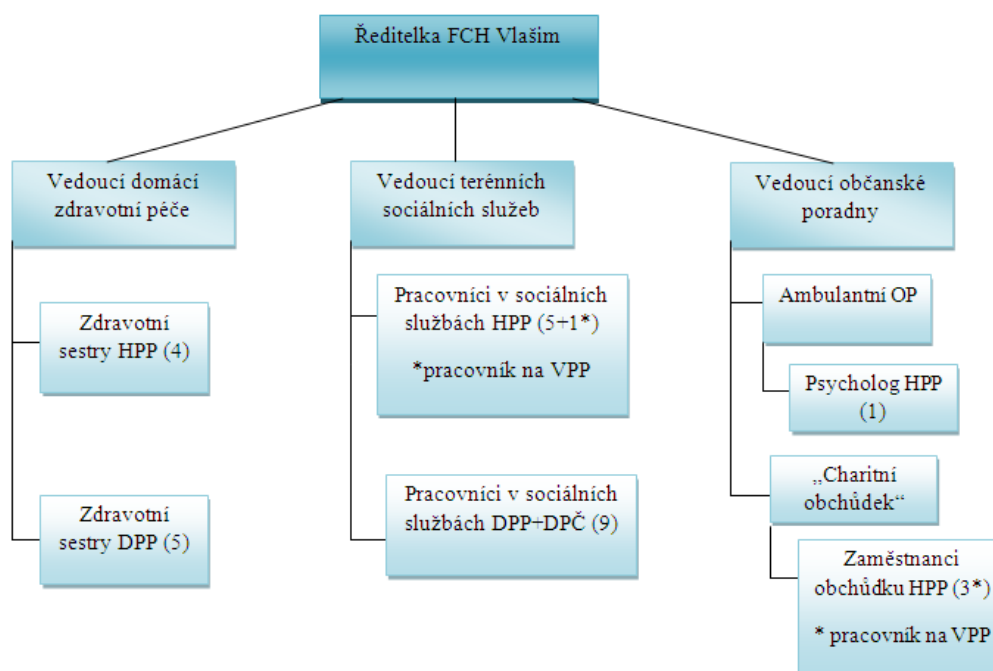 Ředitelka FCH Vlašim
Vedoucí domácí
zdravotní péče
Zdravotní
sestry HPP (4)
Zdravotní
sestry DPP (5)
Vedoucí terénních
sociálních služeb
Pracovníci v sociálních
službách HPP (5+1*)
*pracovník na VPP
Pracovníci v sociálních
službách DPP+DPČ (9)
Vedoucí občanské
poradny
Ambulantní OP
Psycholog HPP
(1)
„Charitní
obchůdek“
Zaměstnanci
obchůdku HPP (3*)
* pracovník na VPP